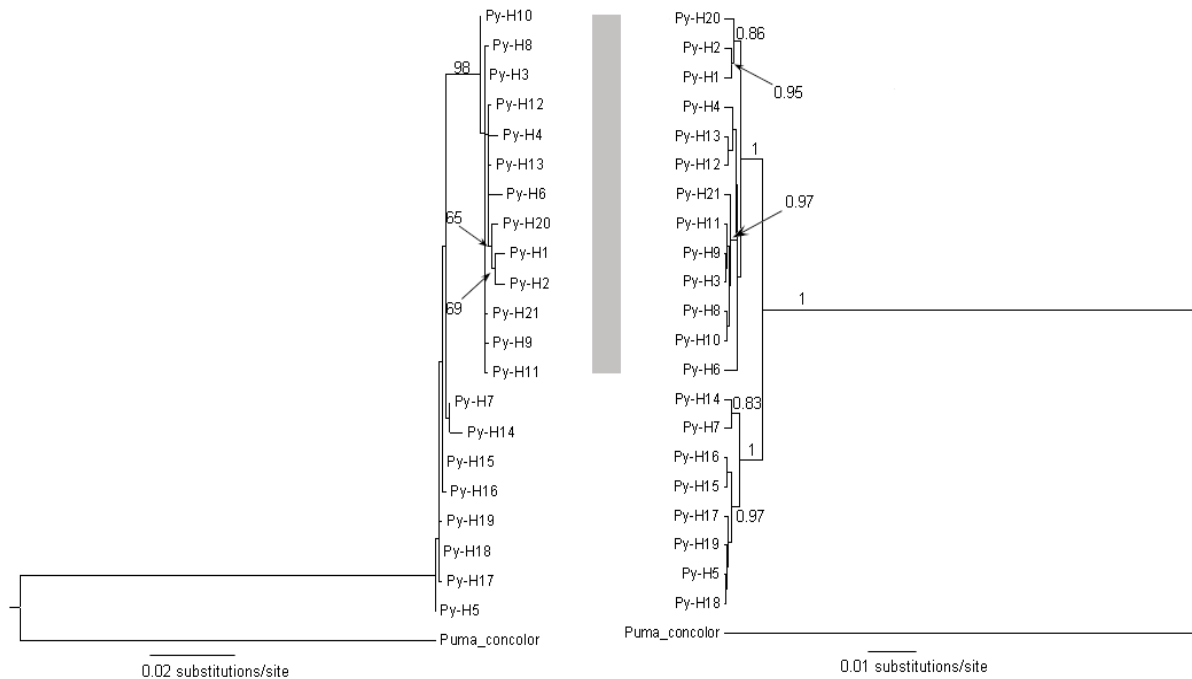 Py-H10
Py-H8
98
Py-H3
Py-H12
Py-H4
Py-H13
Py-H6
65
Py-H20
Py-H1
Py-H2
69
Py-H21
Py-H9
Py-H11
Py-H7
Py-H14
Py-H15
Py-H16
Py-H19
Py-H18
Py-H17
Py-H5
Puma_concolor
0.02 substitutions/site
Py-H20
0.86
Py-H2
Py-H1
0.95
Py-H4
Py-H13
1
Py-H12
Py-H21
0.97
Py-H11
Py-H9
Py-H3
1
Py-H8
Py-H10
Py-H6
Py-H14
0.83
Py-H7
1
Py-H16
Py-H15
Py-H17
0.97
Py-H19
Py-H5
Py-H18
Puma_concolor
0.01 substitutions/site